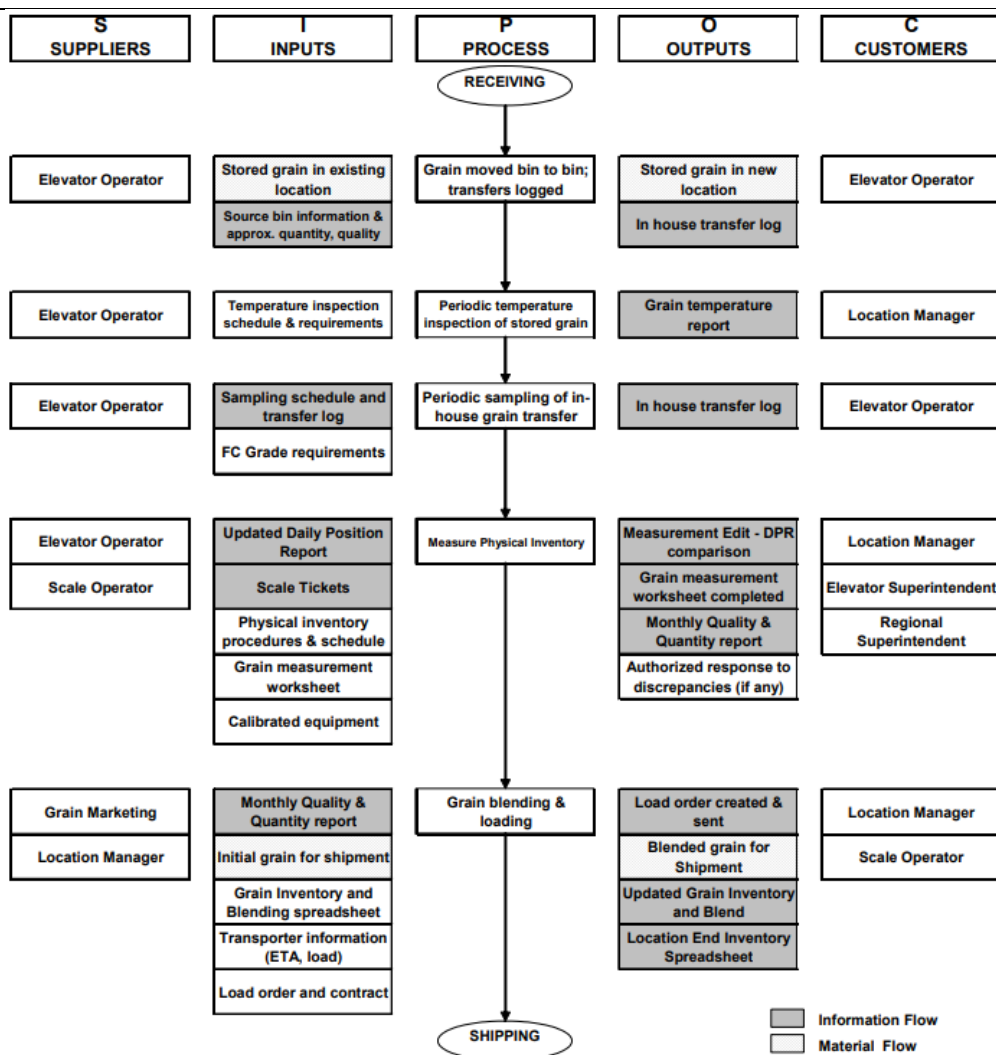 S
SUPPLIERS
I
INPUTS
P
PROCESS
O
OUTPUTS
C
CUSTOMERS
RECEIVING
Elevator Operator
Stored grain in existing
location
Source bin information &
approx. quantity, quality
Grain moved bin to bin;
transfers logged
Stored grain in new
location
In house transfer log
Elevator Operator
Elevator Operator
Temperature inspection
schedule & requirements
Periodic temperature
inspection of stored grain
Grain temperature
report
Location Manager
Elevator Operator
Sampling schedule and
transfer log
FC Grade requirements
Periodic sampling of in-
house grain transfer
In house transfer log
Elevator Operator
Elevator Operator
Scale Operator
Updated Daily Position
Report
Scale Tickets
Physical inventory
procedures & schedule
Grain measurement
worksheet
Calibrated equipment
Measure Physical Inventory
Measurement Edit - DPR
comparison
Grain measurement
worksheet completed
Monthly Quality &
Quantity report
Authorized response to
discrepancies (if any)
Location Manager
Elevator Superintendent
Regional
Superintendent
Grain Marketing
Location Manager
Monthly Quality &
Quantity report
Initial grain for shipment
Grain Inventory and
Blending spreadsheet
Transporter information
(ETA, load)
Load order and contract
Grain blending &
loading
Load order created &
sent
Blended grain for
Shipment
Updated Grain Inventory
and Blend
Location End Inventory
Spreadsheet
Location Manager
Scale Operator
SHIPPING
Information Flow
Material Flow